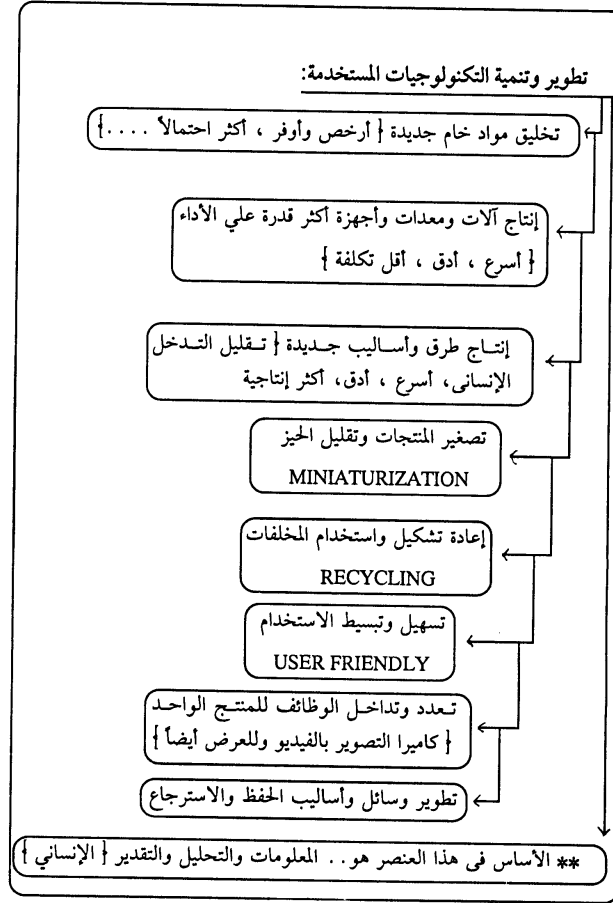 تطوير وتنمية التكنولوجيات المستخدمة:
تخليق مواد خام جديدة { أرخص وأوفر ، أكثر احتمالاً . . . . }
إنتاج آلات ومعدات وأجهزة أكثر قدرة علي الأداء
{ أسرع ، أدق ، أقل تكلفة }
إنتاج طرق وأساليب جديدة { تقليل التدخل
الإنسانى، أسرع ، أدق، أكثر إنتاجية
تصغير المنتجات وتقليل الحيز
MINIATURIZATION
إعادة تشكيل واستخدام المخلفات
RECYCLING
تسهيل وتبسيط الاستخدام
USER FRIENDLY
تعدد وتداخل الوظائف للمنتج الواحد
{ كاميرا التصوير بالفيديو وللعرض أيضاً }
تطوير وسائل وأساليب الحفظ والاسترجاع
** الأساس فى هذا العنصر هو . . المعلومات والتحليل والتقدير { الإنساني }